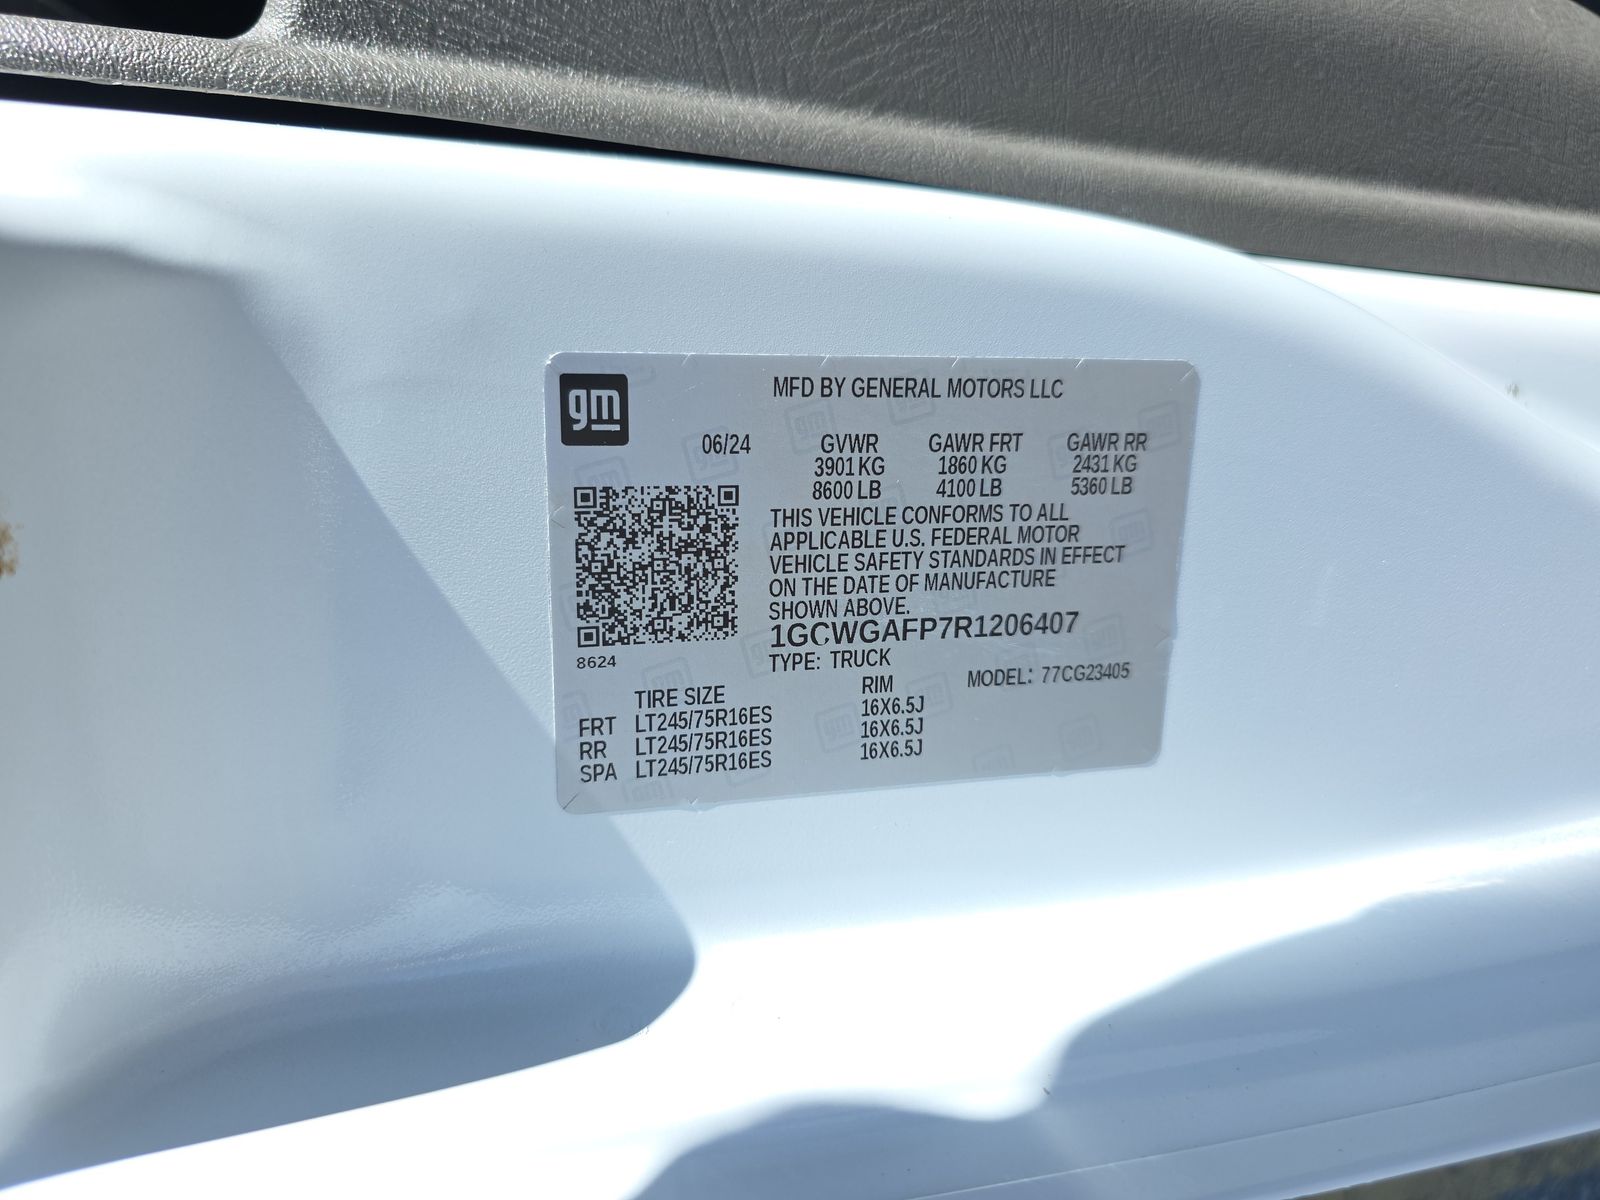 gm
MFD BY GENERAL MOTORS LLC
06/24 GVWR GAWR FRT GAWR RR
3901 KG 1860 KG 2431 KG
8600 LB 4100 LB 5360 LB
THIS VEHICLE CONFORMS TO ALL
APPLICABLE U.S. FEDERAL MOTOR
VEHICLE SAFETY STANDARDS IN EFFECT
ON THE DATE OF MANUFACTURE
SHOWN ABOVE.
1GCWGAFP7R1206407
8624
TYPE: TRUCK
MODEL: 77CG23405
TIRE SIZE RIM
FRT LT245/75R16ES 16X6.5J
RR LT245/75R16ES 16X6.5J
SPA LT245/75R16ES 16X6.5J